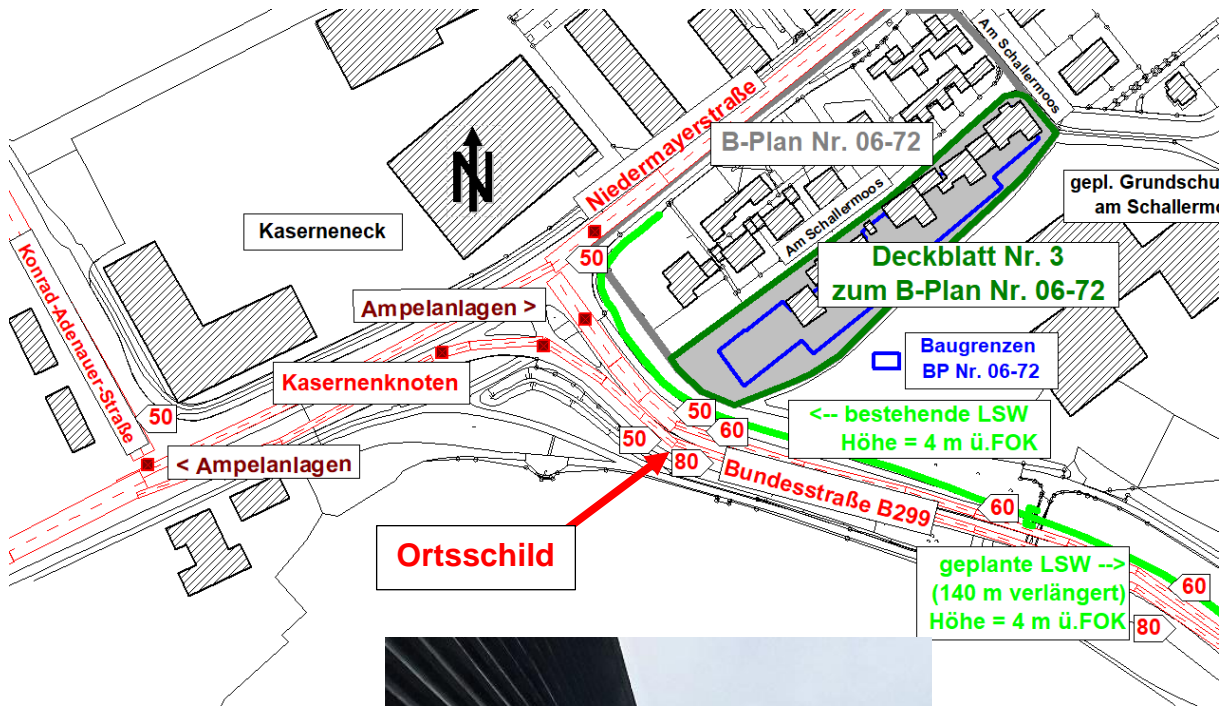 Am Schallermoos
Niedermayerstraße
B-Plan Nr. 06-72
N
gepl. Grundschu
am Schallermo
Kaserneneck
Am Schallermoos
Konrad-Adenauer-Straße
50
Deckblatt Nr. 3
zum B-Plan Nr. 06-72
Ampelanlagen >
Baugrenzen
BP Nr. 06-72
Kasernenknoten
50
50
60
<-- bestehende LSW
Höhe = 4 m ü.FOK
50
< Ampelanlagen
80
Bundesstraße B299
60
Ortsschild
geplante LSW -->
(140 m verlängert)
Höhe = 4 m ü.FOK
60
80